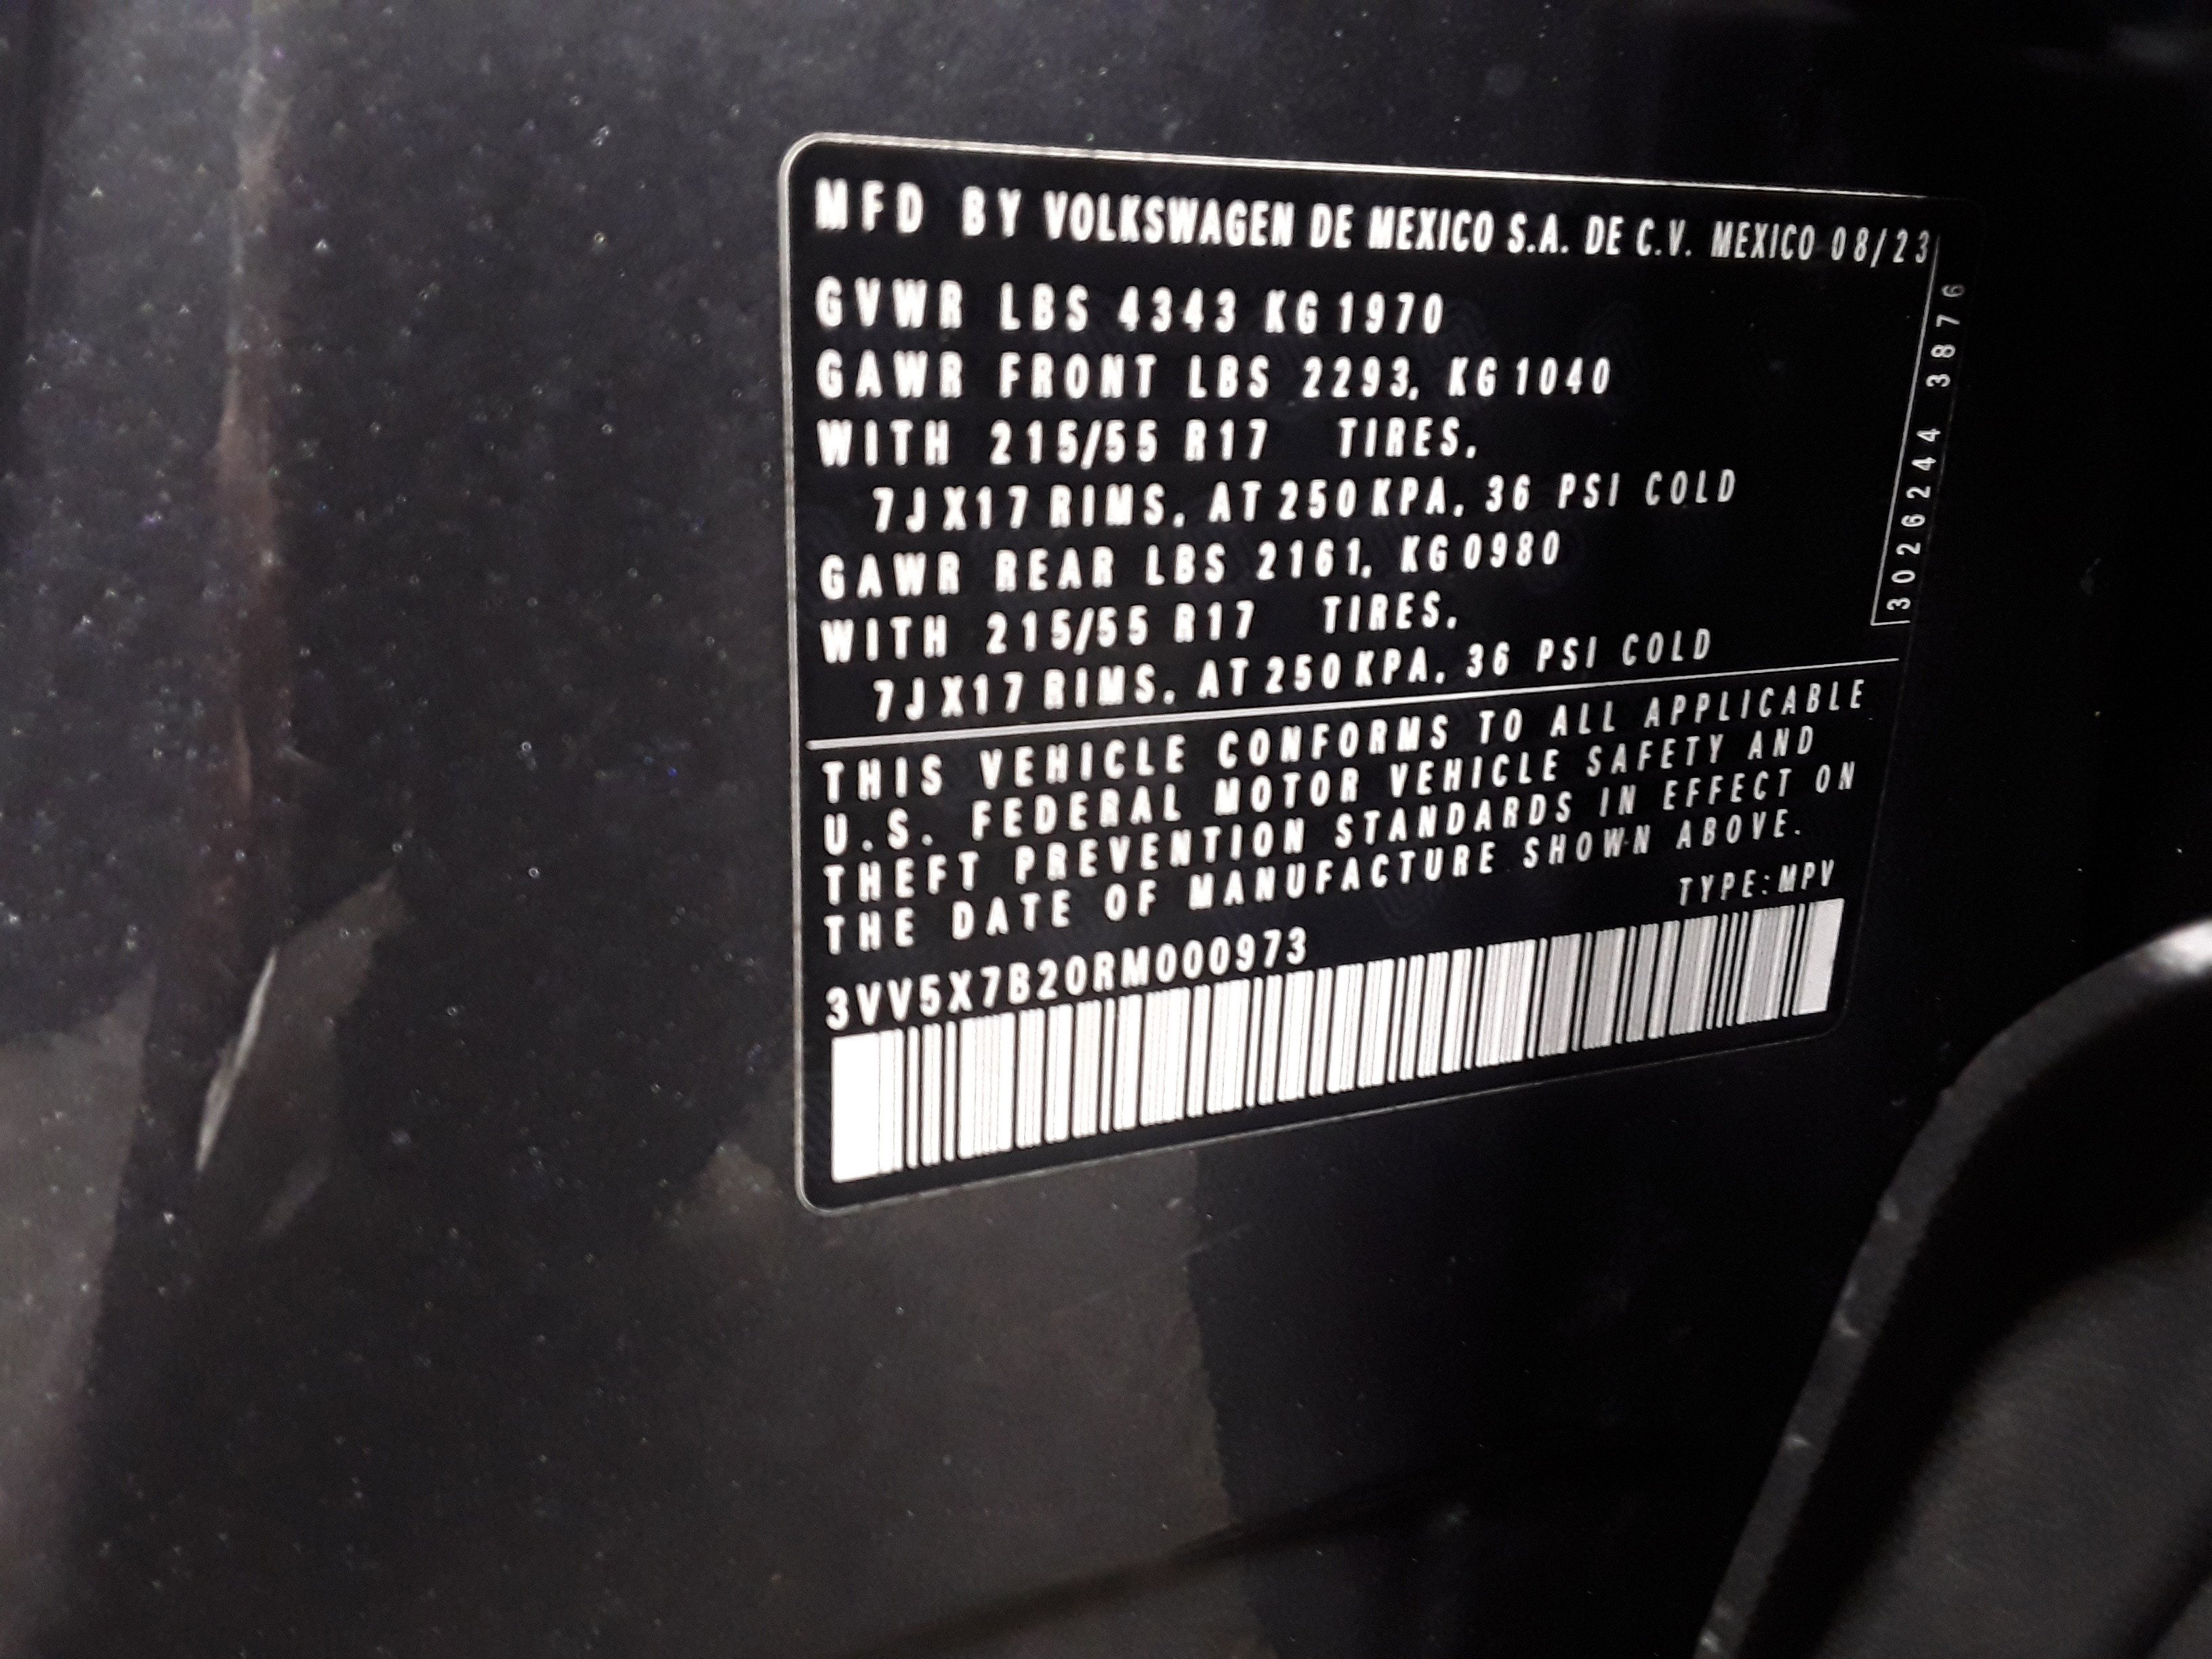 MFD BY VOLKSWAGEN DE MEXICO S.A. DE C.V. MEXICO 08/23
GVWR LBS 4343 KG 1970
GAWR FRONT LBS 2293, KG 1040
WITH 215/55 R17 TIRES,
7J X17 RIMS, AT 250 KPA, 36 PSI COLD
GAWR REAR LBS 2161, KG 0980
WITH 215/55 R17 TIRES,
7J X17 RIMS, AT 250 KPA, 36 PSI COLD
3026244 3876
THIS VEHICLE CONFORMS TO ALL APPLICABLE
U.S. FEDERAL MOTOR VEHICLE SAFETY AND
THEFT PREVENTION STANDARDS IN EFFECT ON
THE DATE OF MANUFACTURE SHOWN ABOVE.
TYPE:MPV
3VV5X7B20RM000973